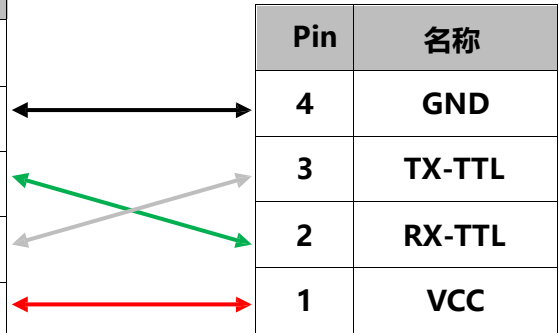 Pin 名称
4 GND
3 TX-TTL
2 RX-TTL
1 VCC